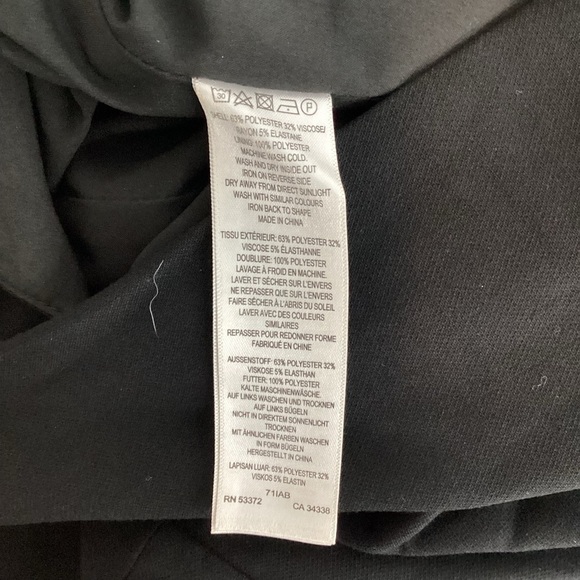 30 P
SHELL: 63% POLYESTER 32% VISCOSE/
RAYON 5% ELASTANE
LINING: 100% POLYESTER
MACHINE WASH COLD.
WASH AND DRY INSIDE OUT
IRON ON REVERSE SIDE
DRY AWAY FROM DIRECT SUNLIGHT
WASH WITH SIMILAR COLOURS
IRON BACK TO SHAPE
MADE IN CHINA
TISSU EXTÉRIEUR: 63% POLYESTER 32%
VISCOSE 5% ÉLASTHANNE
DOUBLURE: 100% POLYESTER
LAVAGE À FROID EN MACHINE.
LAVER ET SÉCHER SUR L'ENVERS
NE REPASSER QUE SUR L'ENVERS
FAIRE SÉCHER À L'ABRIS DU SOLEIL
LAVER AVEC DES COULEURS
SIMILAIRES
REPASSER POUR REDONNER FORME
FABRIQUÉ EN CHINE
AUSSENSTOFF: 63% POLYESTER 32%
VISKOSE 5% ELASTHAN
FUTTER: 100% POLYESTER
KALTE MASCHINENWÄSCHE.
AUF LINKS WASCHEN UND TROCKNEN
AUF LINKS BÜGELN
NICHT IN DIREKTEM SONNENLICHT
TROCKNEN
MIT ÄHNLICHEN FARBEN WASCHEN
IN FORM BÜGELN
HERGESTELLT IN CHINA
LAPISAN LUAR: 63% POLYESTER 32%
VISKOS 5% ELASTIN
71IAB
RN 53372 CA 34338